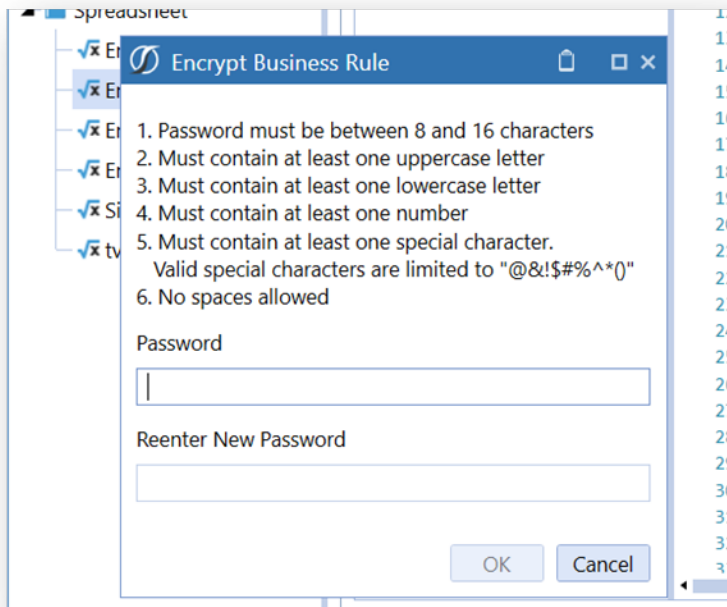 Spreadsheet
Encrypt Business Rule
1. Password must be between 8 and 16 characters
2. Must contain at least one uppercase letter
3. Must contain at least one lowercase letter
4. Must contain at least one number
5. Must contain at least one special character.
Valid special characters are limited to "@&!$#%^*()"
6. No spaces allowed
Password
Reenter New Password
OK
Cancel